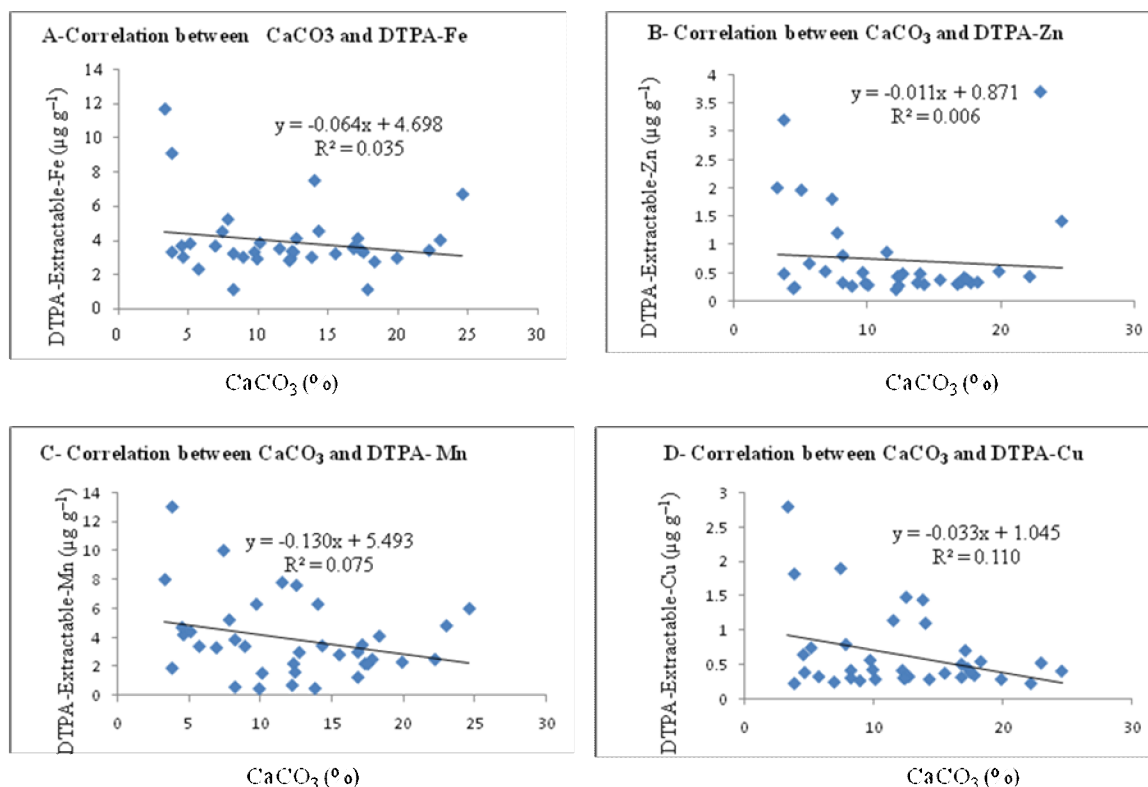 A-Correlation between CaCO3 and DTPA-Fe
DTPA-Extractable-Fe (µg g⁻¹)
14
12
10
8
6
4
2
0
y = -0.064x + 4.698
R² = 0.035
0 5 10 15 20 25 30
CaCO₃ (%)
B- Correlation between CaCO₃ and DTPA-Zn
DTPA-Extractable-Zn (µg g⁻¹)
4
3.5
3
2.5
2
1.5
1
0.5
0
y = -0.011x + 0.871
R² = 0.006
0 10 20 30
CaCO₃ (%)
C- Correlation between CaCO₃ and DTPA- Mn
DTPA-Extractable-Mn (µg g⁻¹)
14
12
10
8
6
4
2
0
y = -0.130x + 5.493
R² = 0.075
0 5 10 15 20 25 30
CaCO₃ (%)
D- Correlation between CaCO₃ and DTPA-Cu
DTPA-Extractable-Cu (µg g⁻¹)
3
2.5
2
1.5
1
0.5
0
y = -0.033x + 1.045
R² = 0.110
0 10 20 30
CaCO₃ (%)